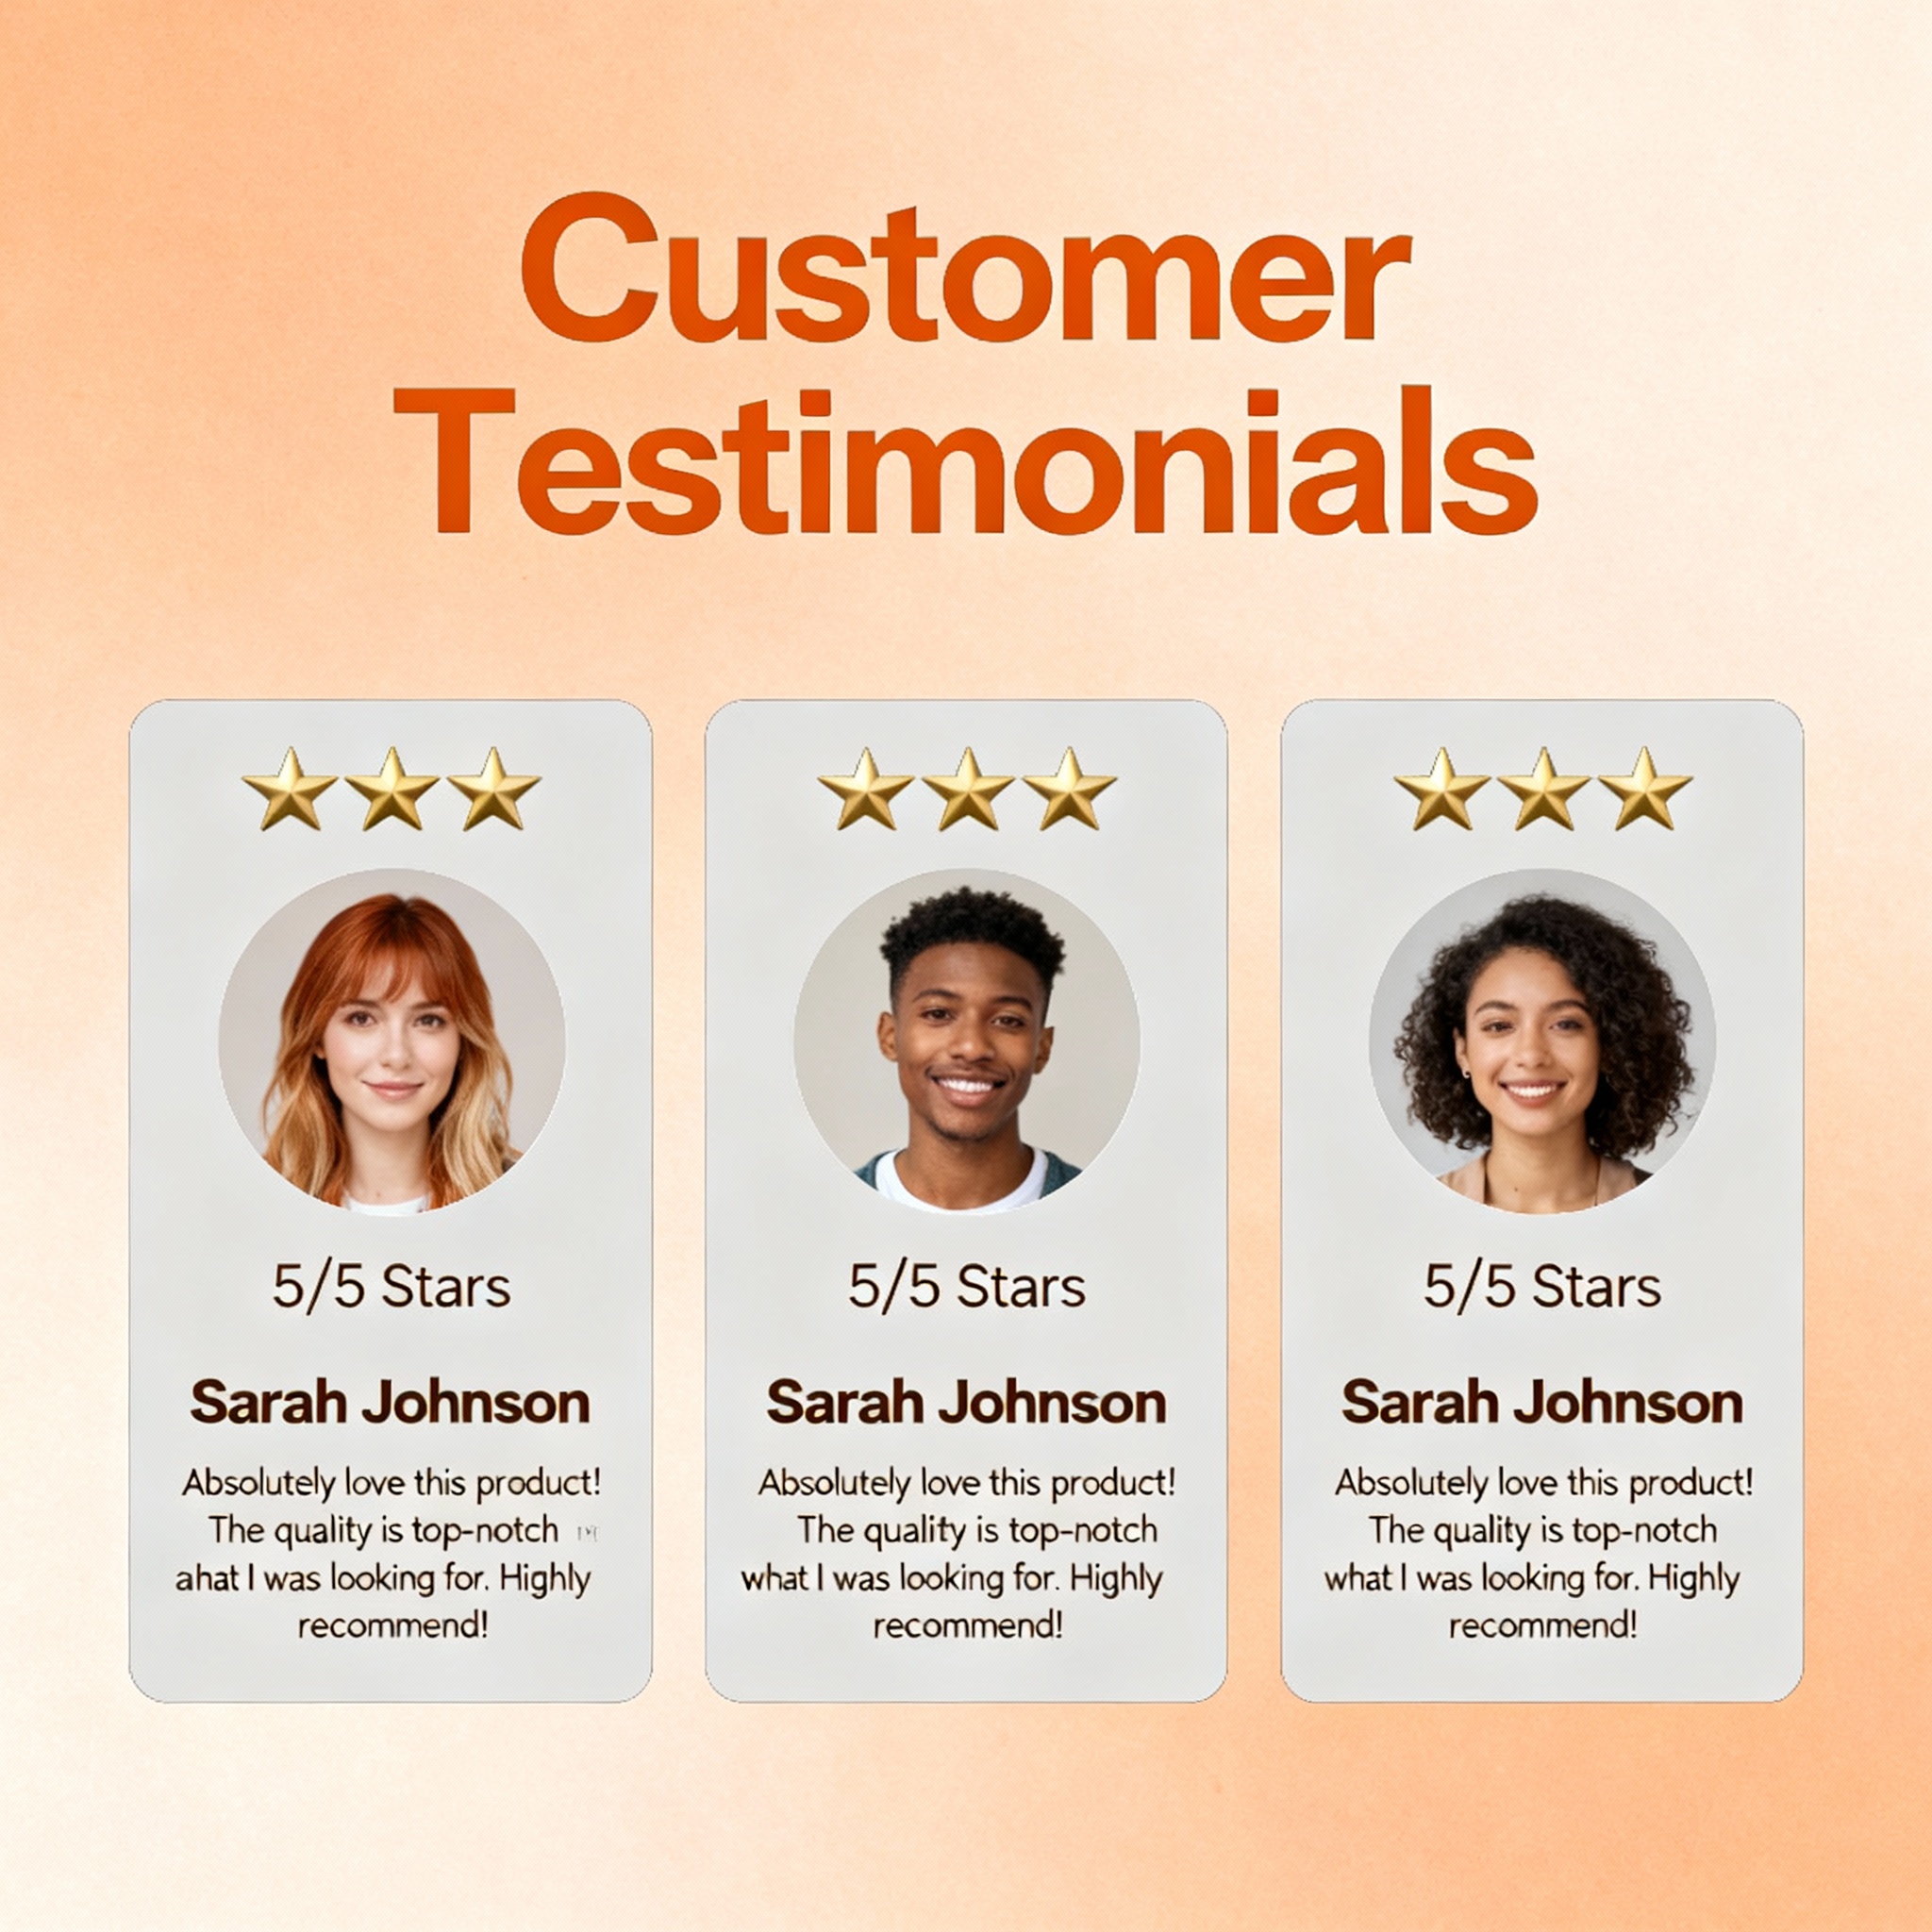 Customer
Testimonials
5/5 Stars
Sarah Johnson
Absolutely love this product!
The quality is top-notch
ahat I was looking for. Highly
recommend!
5/5 Stars
Sarah Johnson
Absolutely love this product!
The quality is top-notch
what I was looking for. Highly
recommend!
5/5 Stars
Sarah Johnson
Absolutely love this product!
The quality is top-notch
what I was looking for. Highly
recommend!